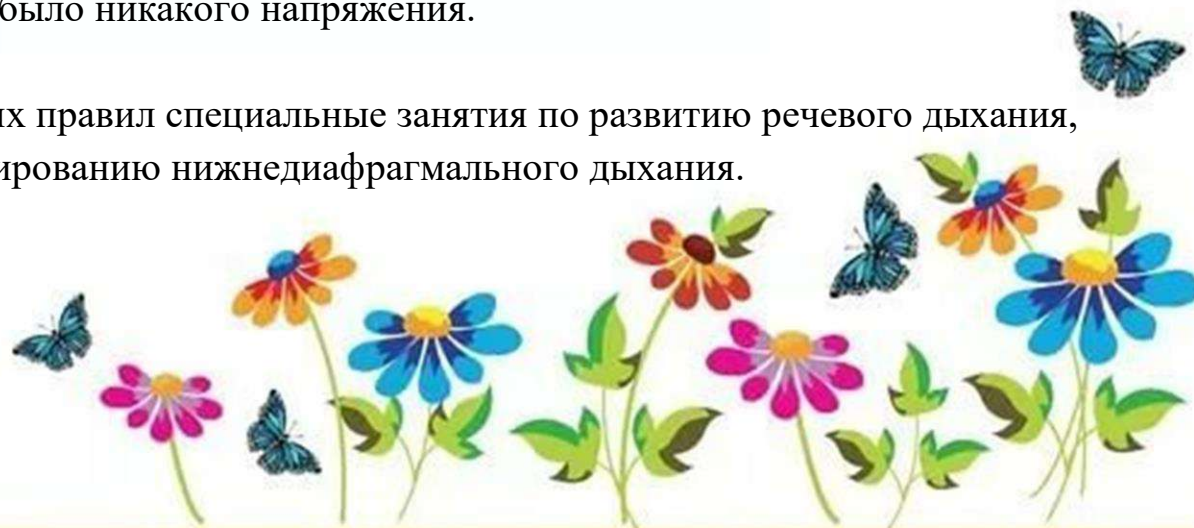 было никакого напряжения.
их правил специальные занятия по развитию речевого дыхания,
ированию нижнедиафрагмального дыхания.